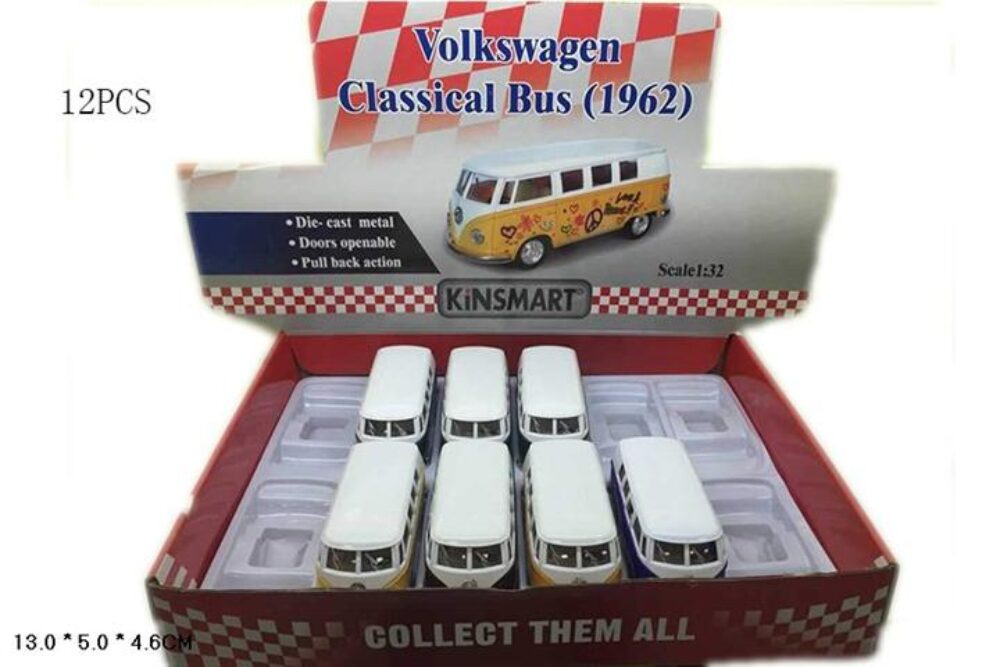 Volkswagen
Classical Bus (1962)
12PCS
• Die- cast metal
• Doors openable
• Pull back action
Scale1:32
KiNSMART
COLLECT THEM ALL
13.0*5.0*4.6CM